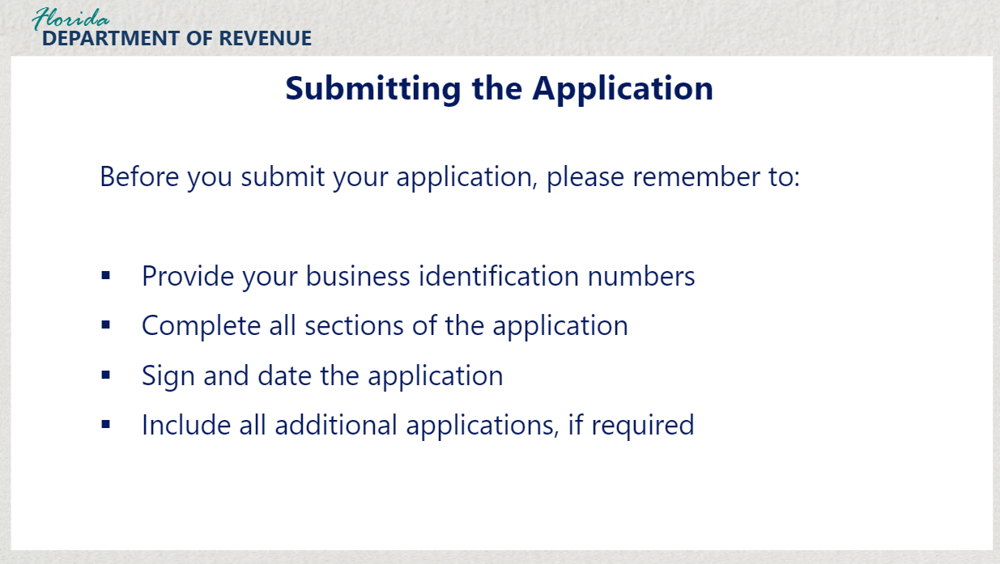 Florida
DEPARTMENT OF REVENUE
Submitting the Application
Before you submit your application, please remember to:
▪ Provide your business identification numbers
▪ Complete all sections of the application
▪ Sign and date the application
▪ Include all additional applications, if required